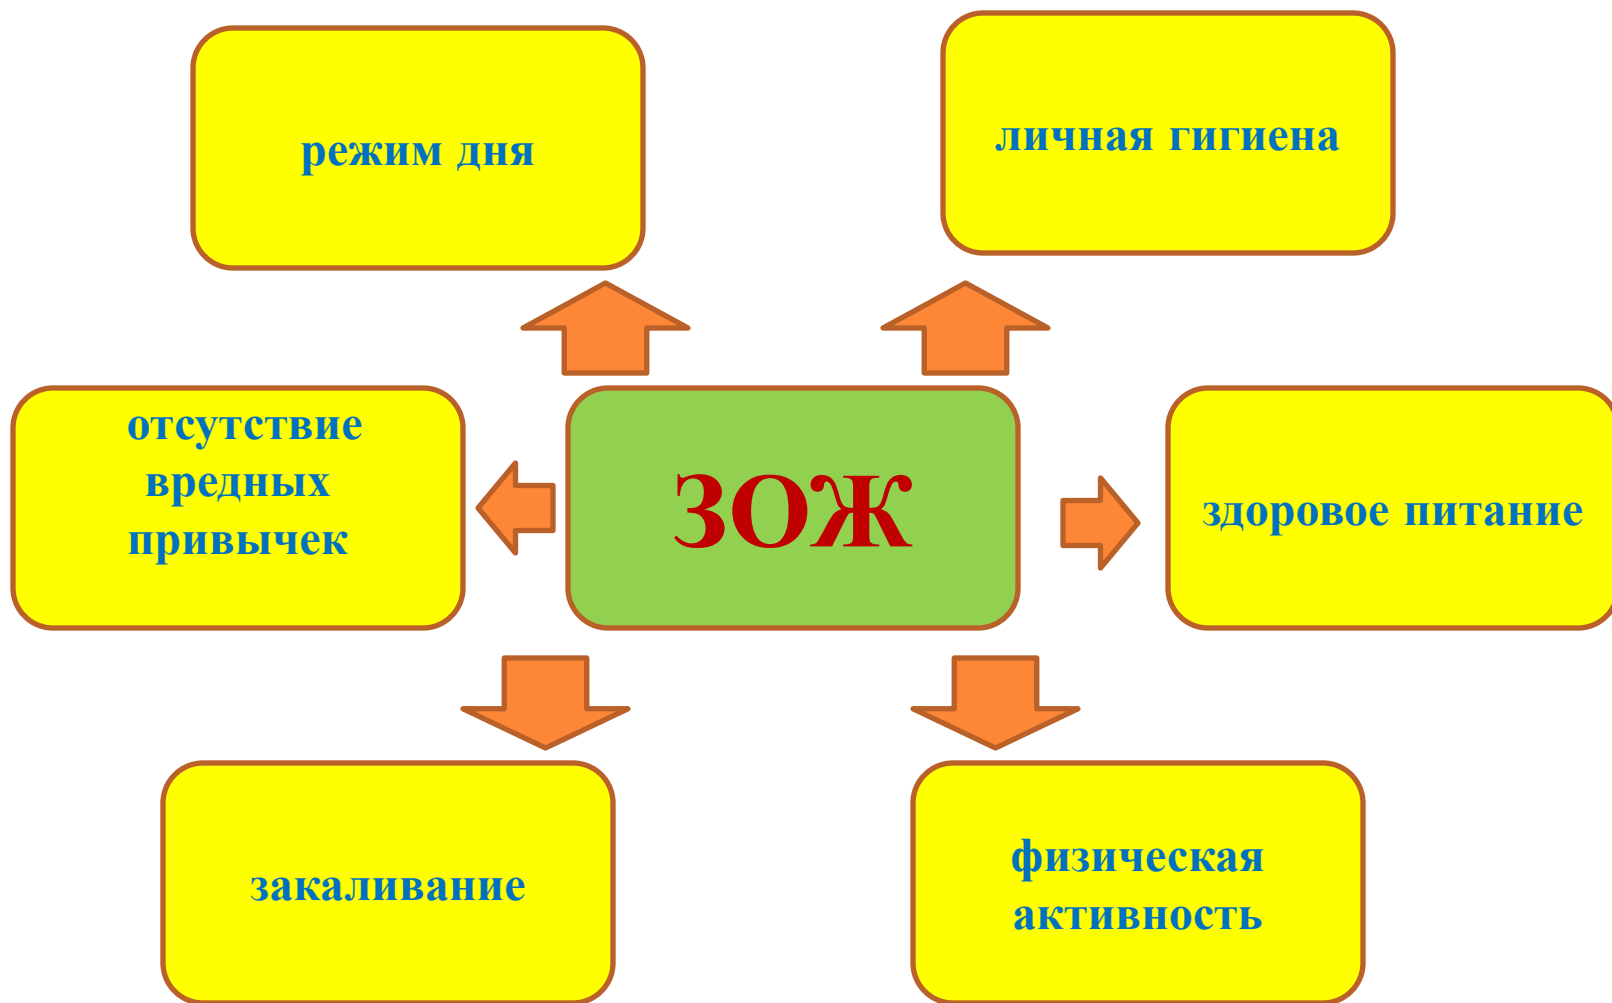 режим дня
личная гигиена
отсутствие
вредных
привычек
ЗОЖ
здоровое питание
закаливание
физическая
активность